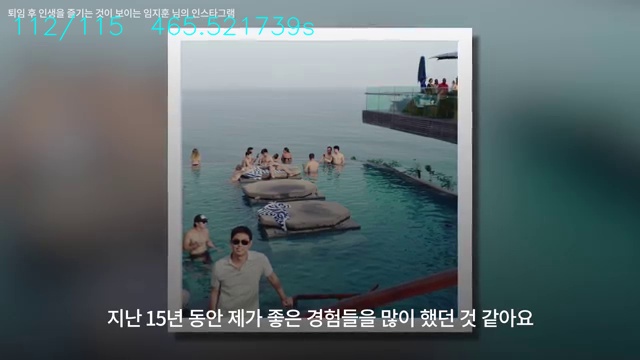 퇴임 후 인생을 즐기는 것이 보이는 임지훈 님의 인스타그램
112/115 465.521739s
지난 15년 동안 제가 좋은 경험들을 많이 했던 것 같아요